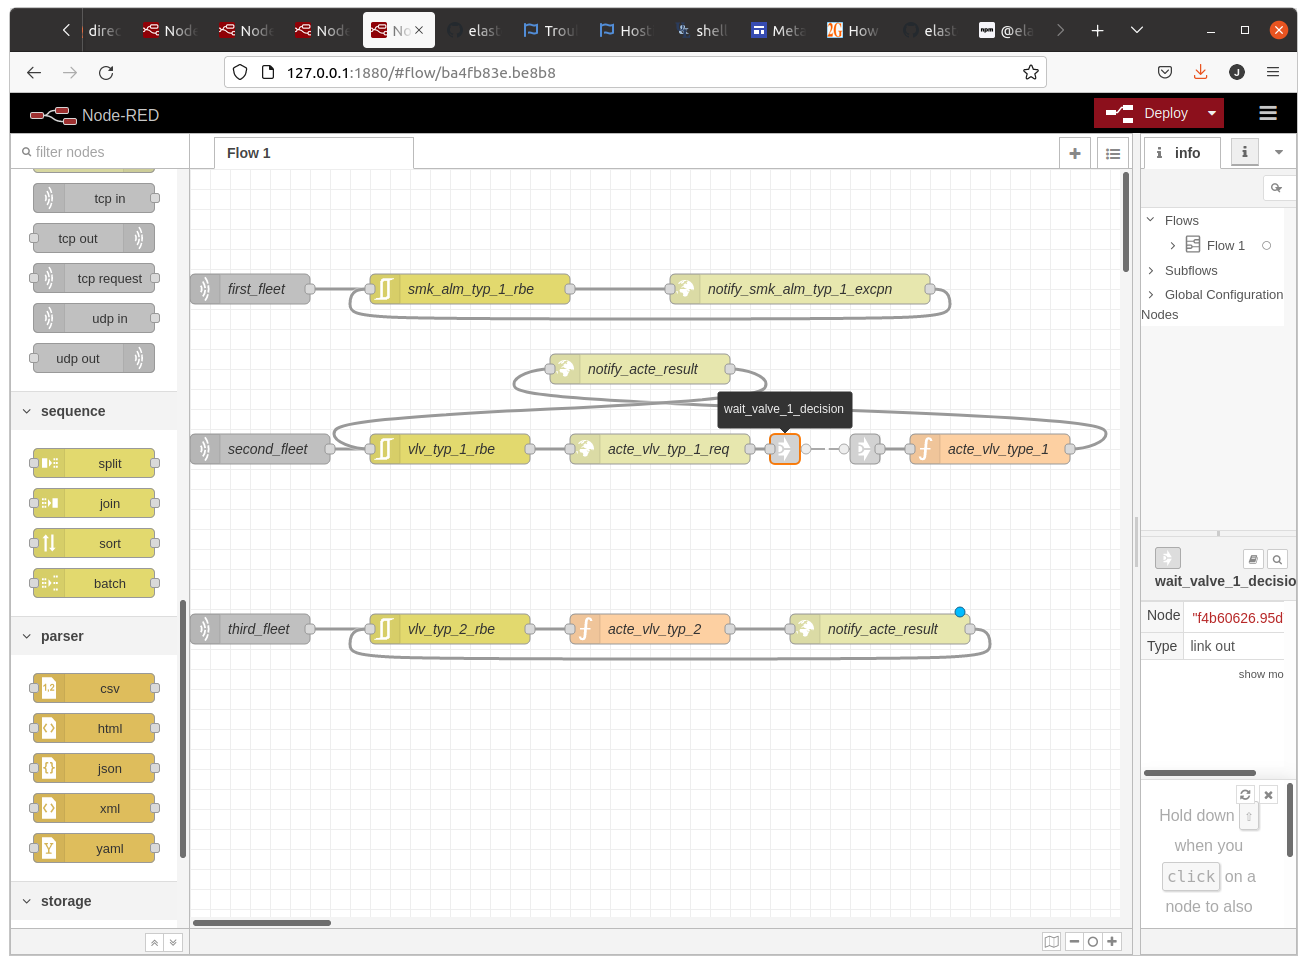 direc
Node
Node
Node
No
elast
Trou
Host
shell
Meta
How
elast
@ela
127.0.0.1:1880/#flow/ba4fb83e.be8b8
J
Node-RED
Deploy
filter nodes
Flow 1
info
tcp in
tcp out
tcp request
udp in
udp out
sequence
split
join
sort
batch
parser
csv
html
json
xml
yaml
storage
first_fleet
smk_alm_typ_1_rbe
notify_smk_alm_typ_1_excpn
notify_acte_result
wait_valve_1_decision
second_fleet
vlv_typ_1_rbe
acte_vlv_typ_1_req
acte_vlv_type_1
third_fleet
vlv_typ_2_rbe
acte_vlv_typ_2
notify_acte_result
Flows
Flow 1
Subflows
Global Configuration
Nodes
wait_valve_1_decisio
Node "f4b60626.95d
Type link out
show mo
Hold down ⇧
when you
click on a
node to also